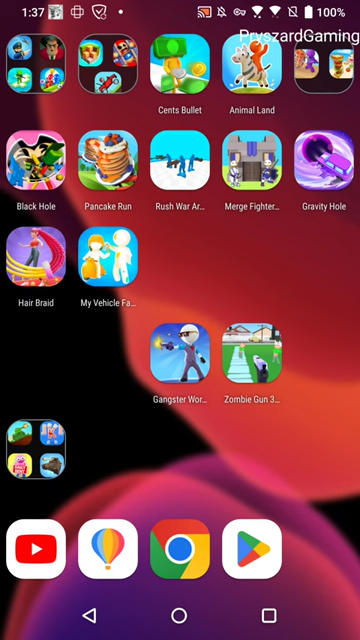 1:37
100%
PryszardGaming
Cents Bullet
Animal Land
Black Hole
Pancake Run
Rush War Ar...
Merge Fighter...
Gravity Hole
Hair Braid
My Vehicle Fa...
Gangster Wor...
Zombie Gun 3...